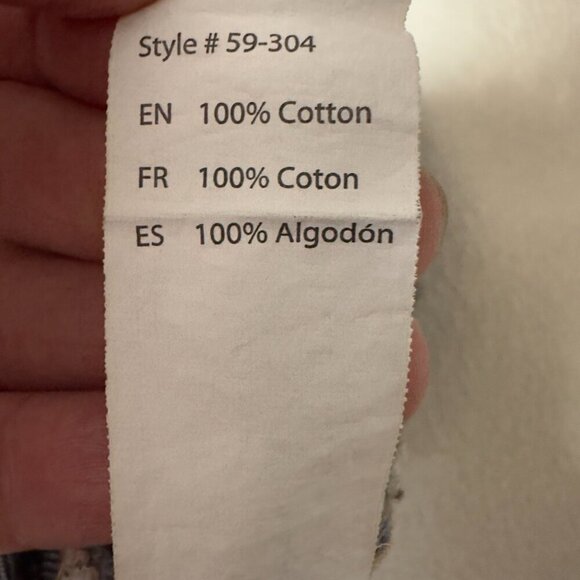 Style # 59-304
EN 100% Cotton
FR 100% Coton
ES 100% Algodón